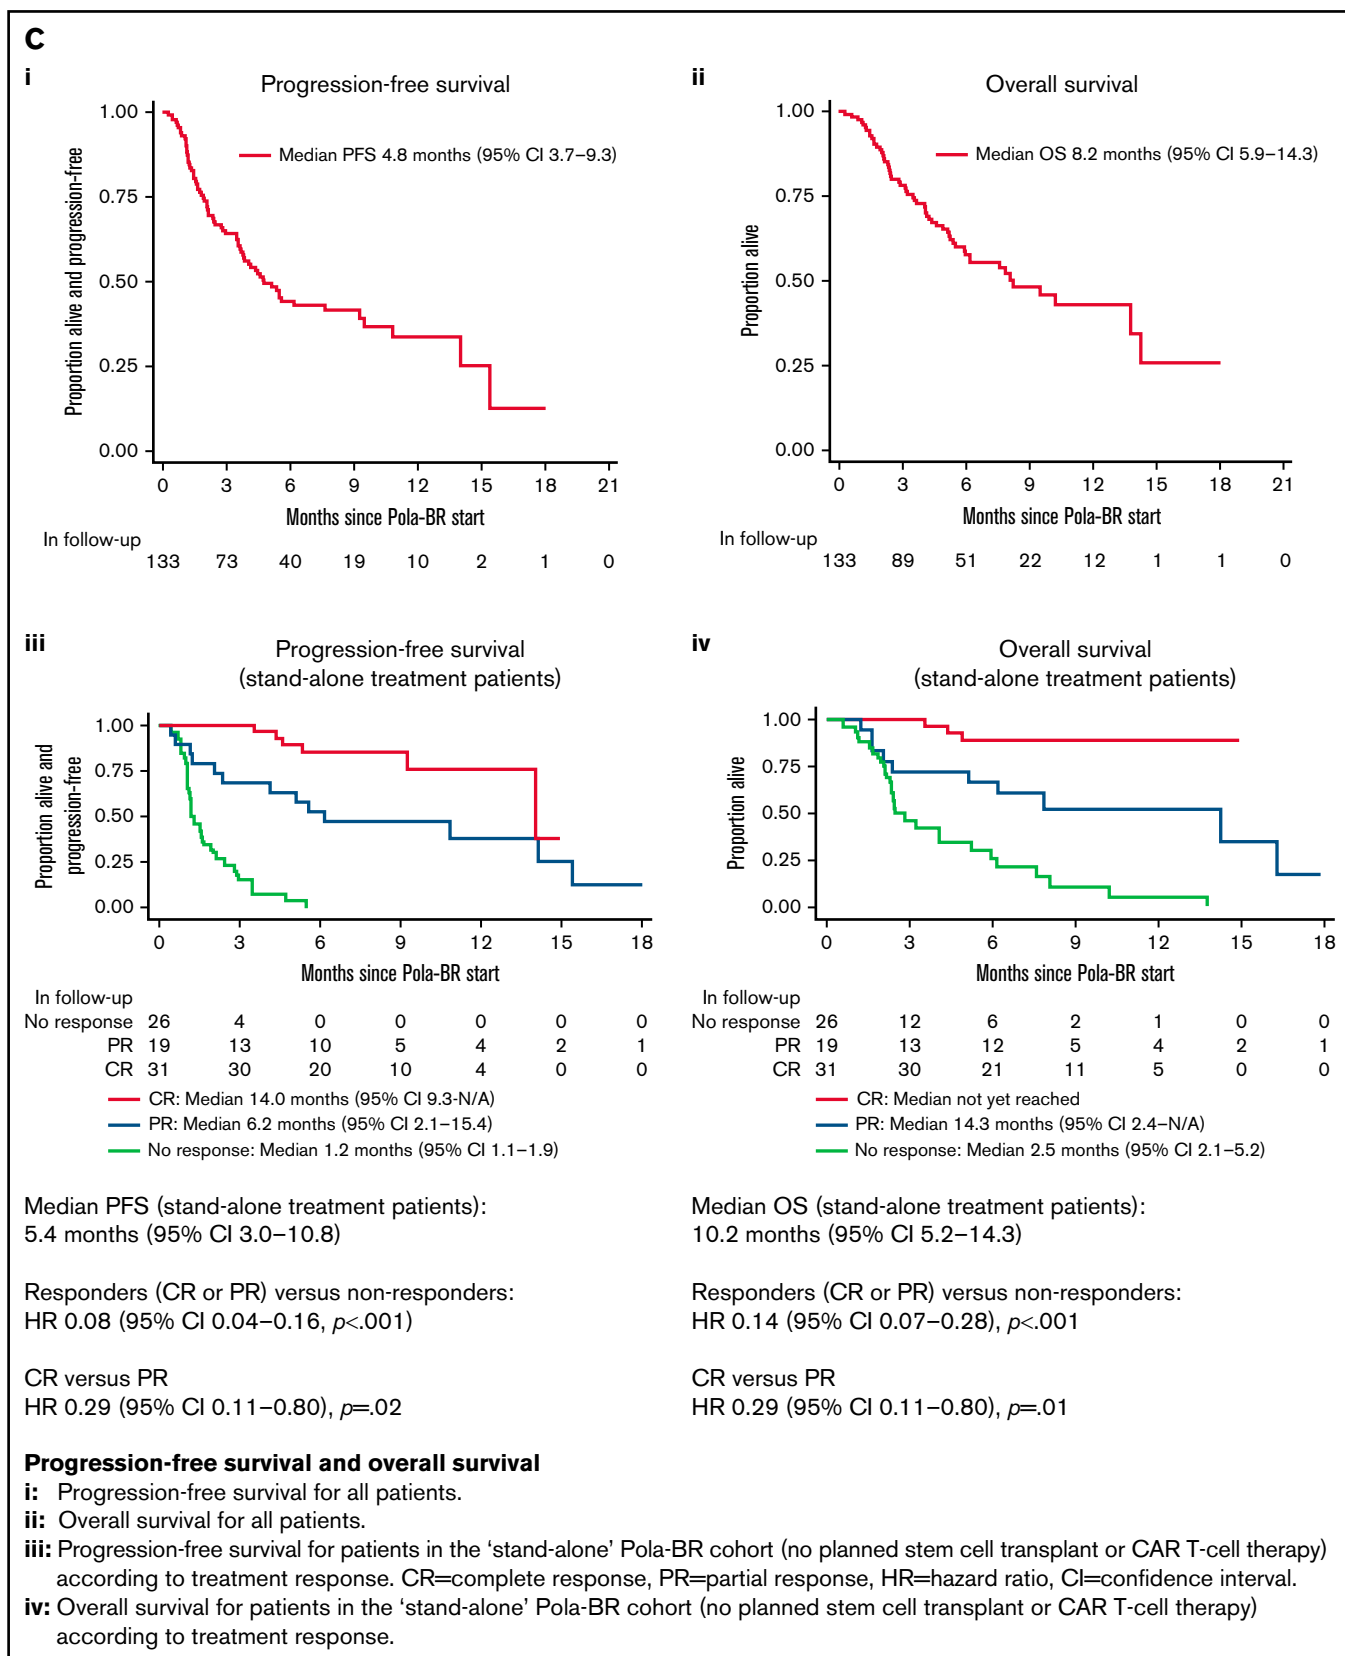 C
i
Progression-free survival
1.00
0.75
0.50
0.25
0.00
Proportion alive and progression-free
Median PFS 4.8 months (95% CI 3.7–9.3)
0 3 6 9 12 15 18 21
Months since Pola-BR start
In follow-up
133 73 40 19 10 2 1 0
ii
Overall survival
1.00
0.75
0.50
0.25
0.00
Proportion alive
Median OS 8.2 months (95% CI 5.9–14.3)
0 3 6 9 12 15 18 21
Months since Pola-BR start
In follow-up
133 89 51 22 12 1 1 0
iii
Progression-free survival
(stand-alone treatment patients)
1.00
0.75
0.50
0.25
0.00
Proportion alive and
progression-free
0 3 6 9 12 15 18
Months since Pola-BR start
In follow-up
No response 26 4 0 0 0 0 0
PR 19 13 10 5 4 2 1
CR 31 30 20 10 4 0 0
CR: Median 14.0 months (95% CI 9.3-N/A)
PR: Median 6.2 months (95% CI 2.1–15.4)
No response: Median 1.2 months (95% CI 1.1–1.9)
Median PFS (stand-alone treatment patients):
5.4 months (95% CI 3.0–10.8)
Responders (CR or PR) versus non-responders:
HR 0.08 (95% CI 0.04–0.16, p<.001)
CR versus PR
HR 0.29 (95% CI 0.11–0.80), p=.02
iv
Overall survival
(stand-alone treatment patients)
1.00
0.75
0.50
0.25
0.00
Proportion alive
0 3 6 9 12 15 18
Months since Pola-BR start
In follow-up
No response 26 12 6 2 1 0 0
PR 19 13 12 5 4 2 1
CR 31 30 21 11 5 0 0
CR: Median not yet reached
PR: Median 14.3 months (95% CI 2.4–N/A)
No response: Median 2.5 months (95% CI 2.1–5.2)
Median OS (stand-alone treatment patients):
10.2 months (95% CI 5.2–14.3)
Responders (CR or PR) versus non-responders:
HR 0.14 (95% CI 0.07–0.28), p<.001
CR versus PR
HR 0.29 (95% CI 0.11–0.80), p=.01
Progression-free survival and overall survival
i: Progression-free survival for all patients.
ii: Overall survival for all patients.
iii: Progression-free survival for patients in the ‘stand-alone’ Pola-BR cohort (no planned stem cell transplant or CAR T-cell therapy)
according to treatment response. CR=complete response, PR=partial response, HR=hazard ratio, CI=confidence interval.
iv: Overall survival for patients in the ‘stand-alone’ Pola-BR cohort (no planned stem cell transplant or CAR T-cell therapy)
according to treatment response.